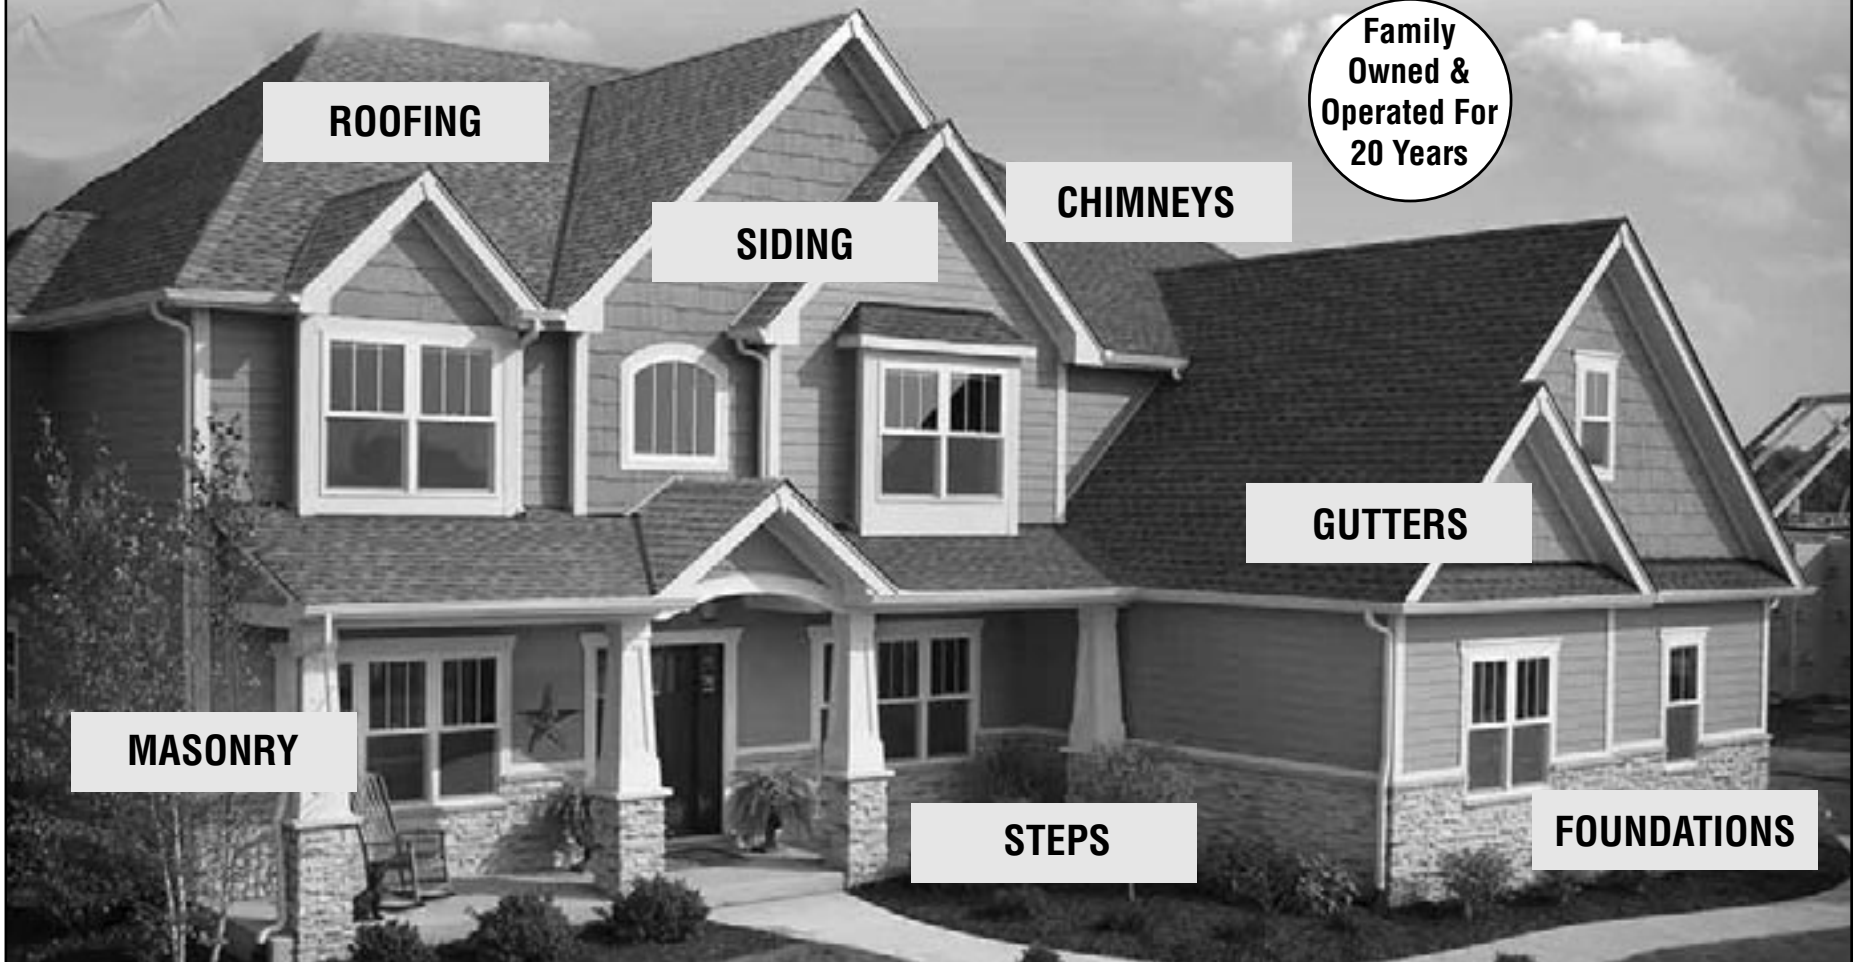 Family
Owned &
Operated For
20 Years
ROOFING
CHIMNEYS
SIDING
GUTTERS
MASONRY
STEPS
FOUNDATIONS